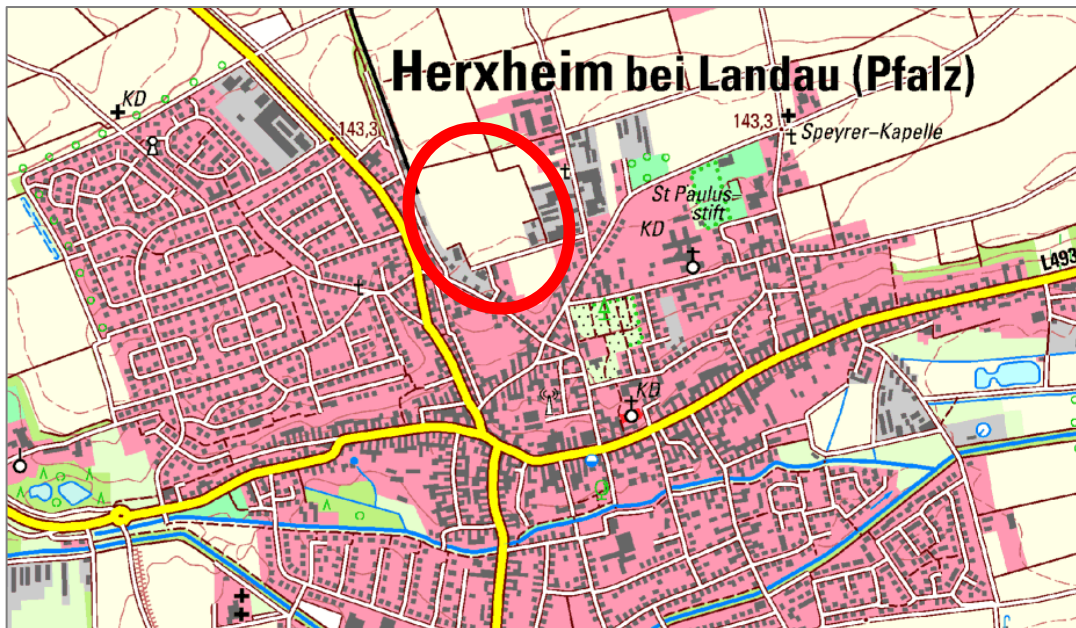 Herxheim bei Landau (Pfalz)
KD
143,3
143,3
Speyrer-Kapelle
St Paulus=
stift
KD
L493
KD